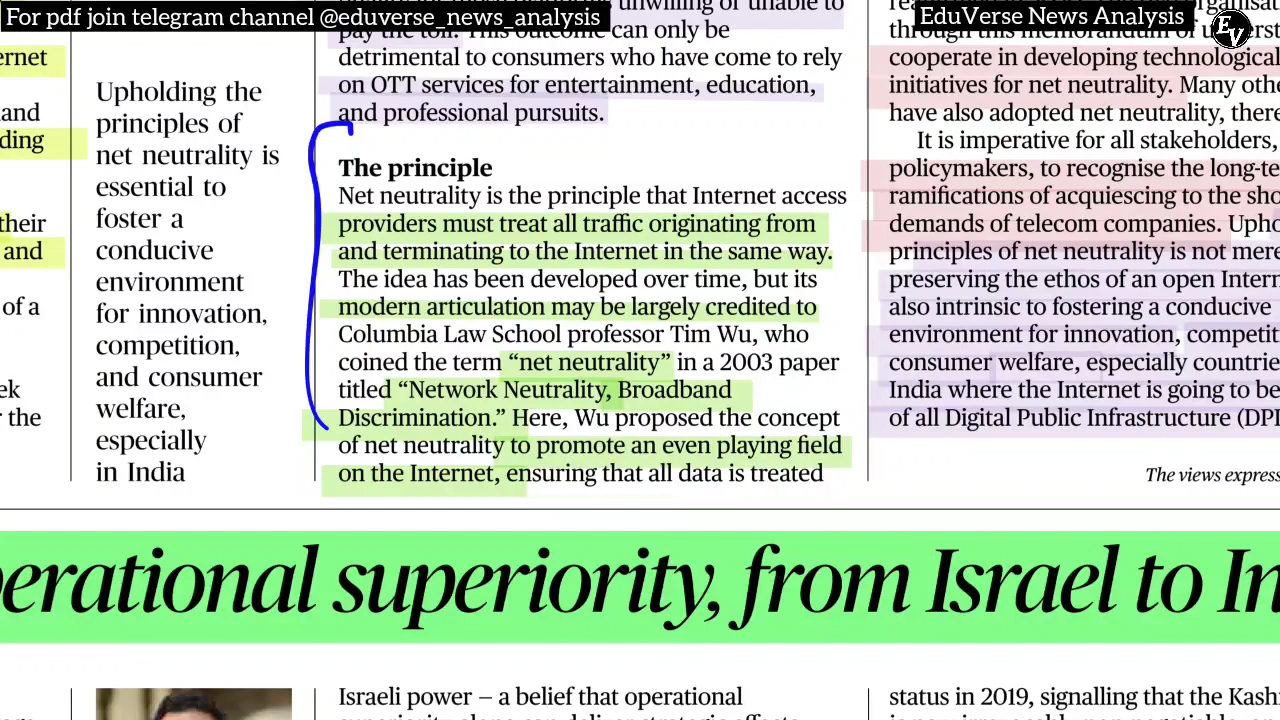 For pdf join telegram channel @eduverse_news_analysis
EduVerse News Analysis
EV
ernet
and
ding
their
and
of a
ek
r the
Upholding the
principles of
net neutrality is
essential to
foster a
conducive
environment
for innovation,
competition,
and consumer
welfare,
especially
in India
unwilling or unable to
pay the toll. This outcome can only be
detrimental to consumers who have come to rely
on OTT services for entertainment, education,
and professional pursuits.
The principle
Net neutrality is the principle that Internet access
providers must treat all traffic originating from
and terminating to the Internet in the same way.
The idea has been developed over time, but its
modern articulation may be largely credited to
Columbia Law School professor Tim Wu, who
coined the term “net neutrality” in a 2003 paper
titled “Network Neutrality, Broadband
Discrimination.” Here, Wu proposed the concept
of net neutrality to promote an even playing field
on the Internet, ensuring that all data is treated
through this memorandum of
cooperate in developing technological
initiatives for net neutrality. Many othe
have also adopted net neutrality, there
It is imperative for all stakeholders,
policymakers, to recognise the long-te
ramifications of acquiescing to the sho
demands of telecom companies. Upho
principles of net neutrality is not mere
preserving the ethos of an open Intern
also intrinsic to fostering a conducive
environment for innovation, competiti
consumer welfare, especially countrie
India where the Internet is going to be
of all Digital Public Infrastructure (DPI
The views express
perational superiority, from Israel to In
Israeli power – a belief that operational
status in 2019, signalling that the Kash